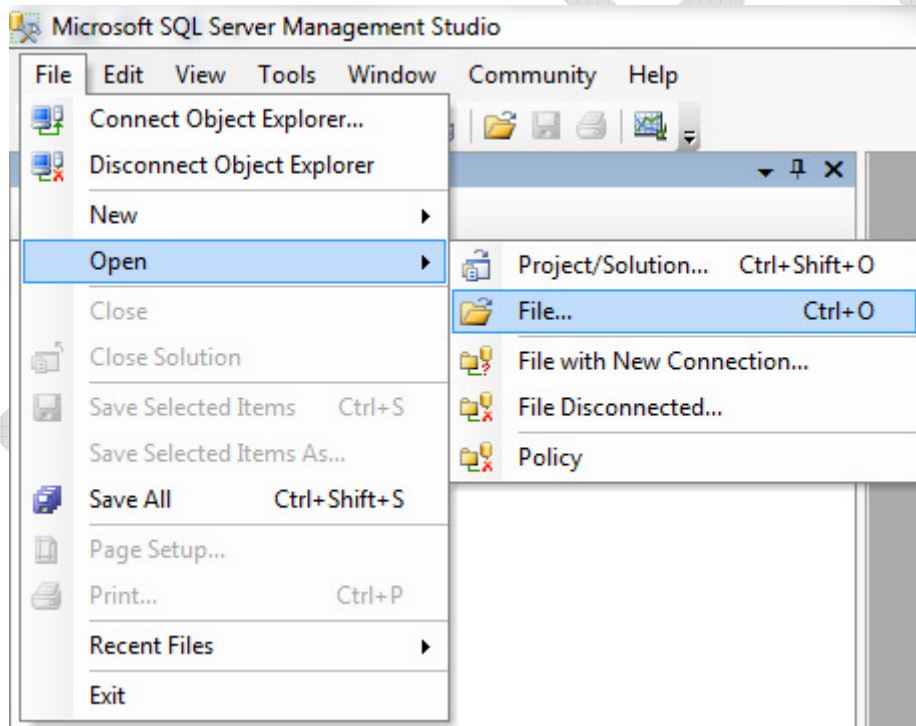 Microsoft SQL Server Management Studio
File Edit View Tools Window Community Help
Connect Object Explorer...
Disconnect Object Explorer
New
Open
Project/Solution... Ctrl+Shift+O
Close
File... Ctrl+O
Close Solution
File with New Connection...
Save Selected Items Ctrl+S
File Disconnected...
Save Selected Items As...
Policy
Save All Ctrl+Shift+S
Page Setup...
Print... Ctrl+P
Recent Files
Exit